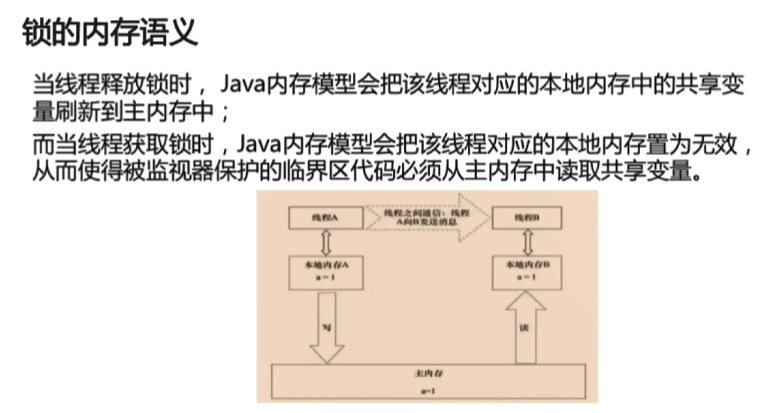 锁的内存语义
当线程释放锁时，Java内存模型会把该线程对应的本地内存中的共享变
量刷新到主内存中；
而当线程获取锁时，Java内存模型会把该线程对应的本地内存置为无效，
从而使得被监视器保护的临界区代码必须从主内存中读取共享变量。
线程A
线程之间通信：线程
A向B发送消息
线程B
本地内存A
a=1
本地内存B
a=1
写
读
主内存
a=1